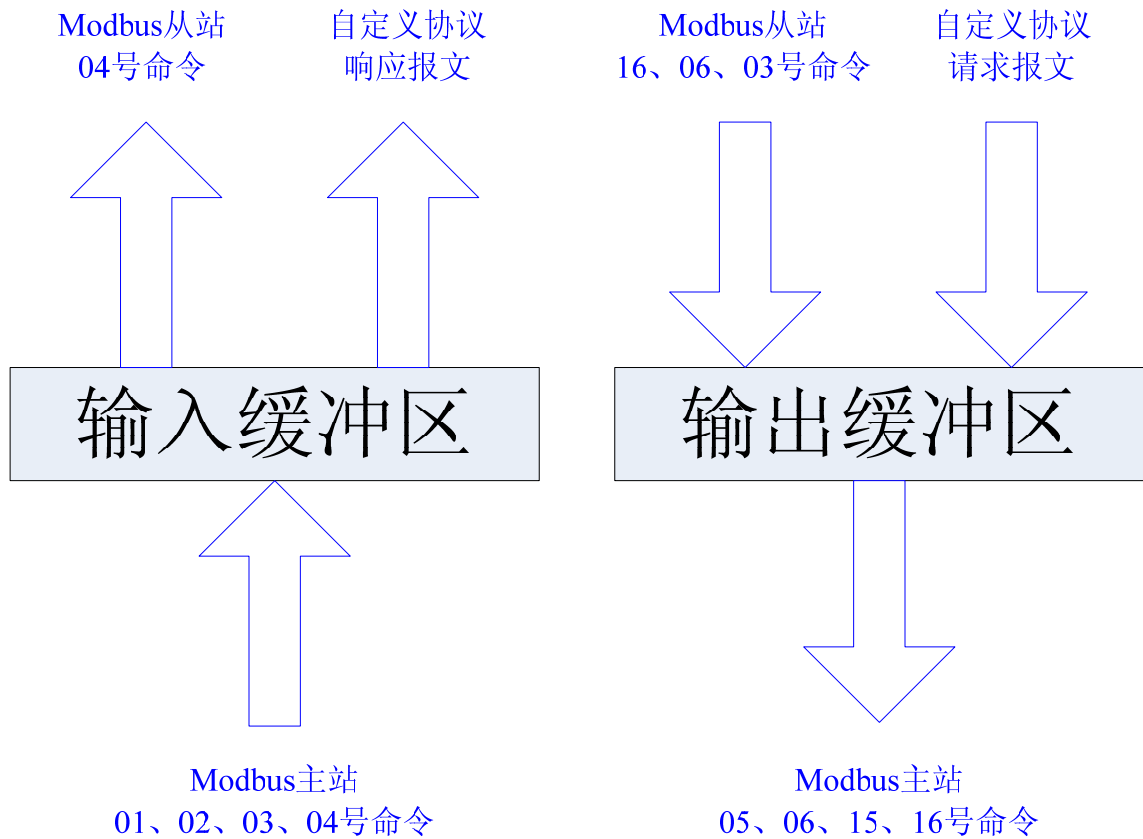 Modbus从站
04号命令
自定义协议
响应报文
Modbus从站
16、06、03号命令
自定义协议
请求报文
输入缓冲区
输出缓冲区
Modbus主站
01、02、03、04号命令
Modbus主站
05、06、15、16号命令